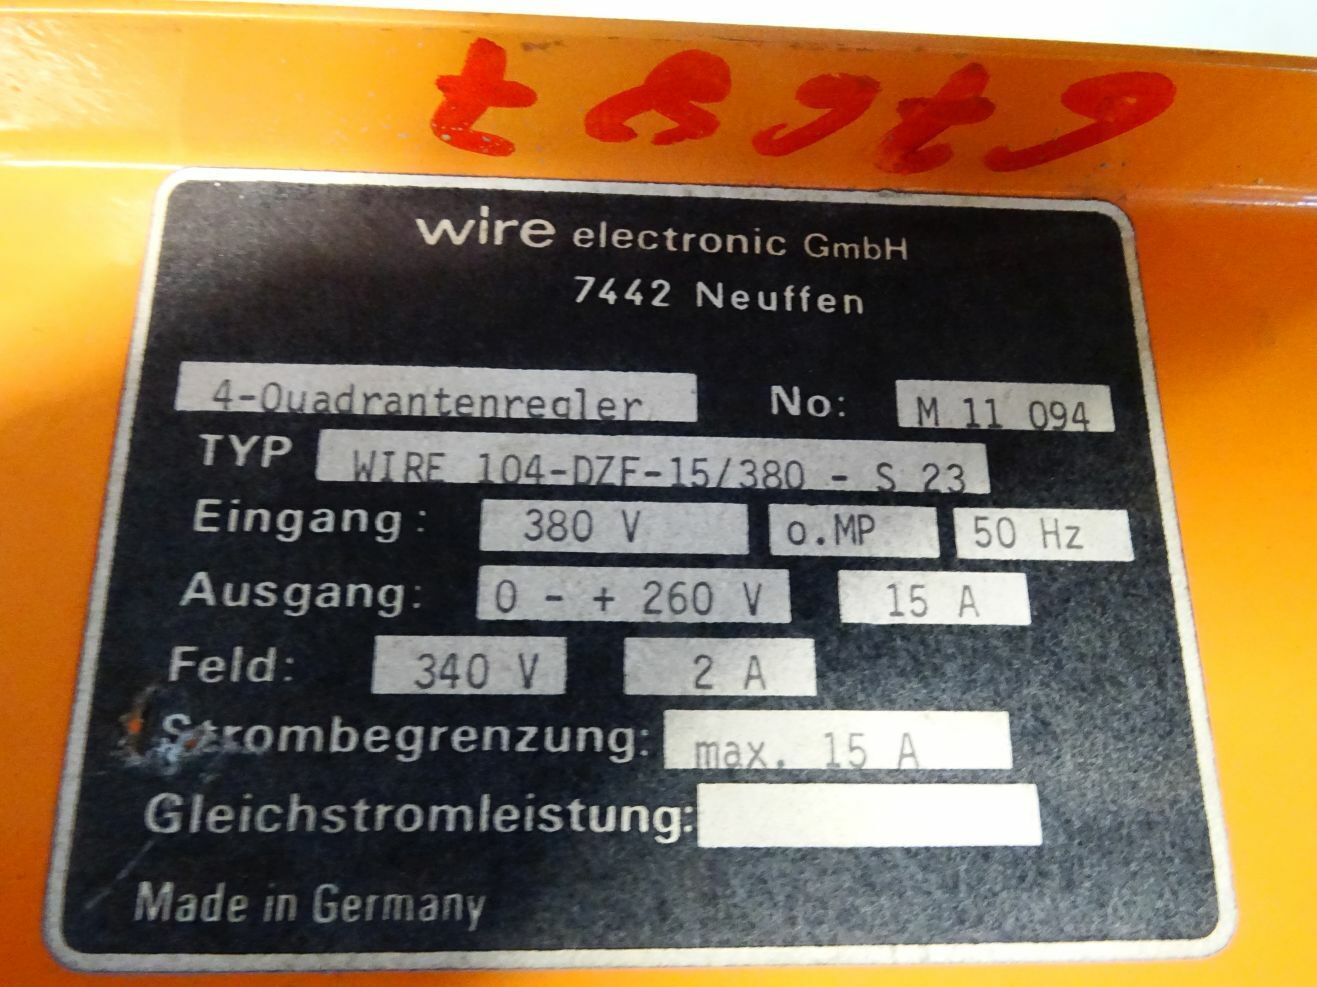 wire electronic GmbH
7442 Neuffen
4-Quadrantenregler No: M 11 094
TYP WIRE 104-DZF-15/380 - S 23
Eingang: 380 V o.MP 50 Hz
Ausgang: 0 - + 260 V 15 A
Feld: 340 V 2 A
Strombegrenzung: max. 15 A
Gleichstromleistung:
Made in Germany